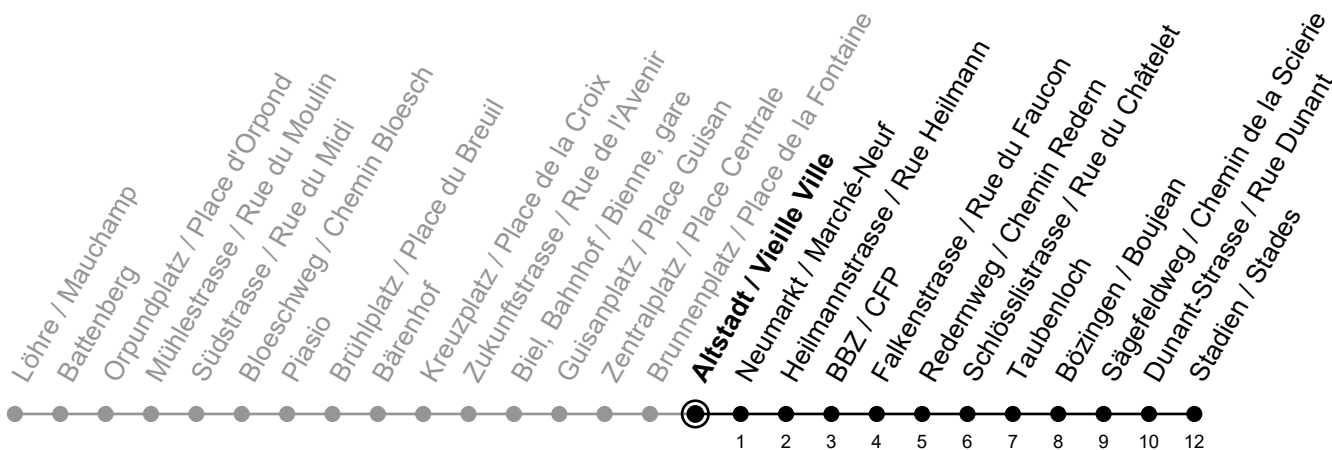 Löhre / Mauchamp
Battenberg
Orpundplatz / Place d'Orpond
Mühlestrasse / Rue du Moulin
Südstrasse / Rue du Midi
Bloeschweg / Chemin Bloesch
Piasio
Brühlplatz / Place du Breuil
Bärenhof
Kreuzplatz / Place de la Croix
Zukunftstrasse / Rue de l'Avenir
Biel, Bahnhof / Bienne, gare
Guisanplatz / Place Guisan
Zentralplatz / Place Centrale
Brunnenplatz / Place de la Fontaine
Altstadt / Vieille Ville
Neumarkt / Marché-Neuf
Heilmannstrasse / Rue Heilmann
BBZ / CFP
Falkenstrasse / Rue du Faucon
Redernweg / Chemin Redern
Schlösslistrasse / Rue du Châtelet
Taubenloch
Bözingen / Boujean
Sägefeldweg / Chemin de la Scierie
Dunant-Strasse / Rue Dunant
Stadien / Stades
1 2 3 4 5 6 7 8 9 10 12